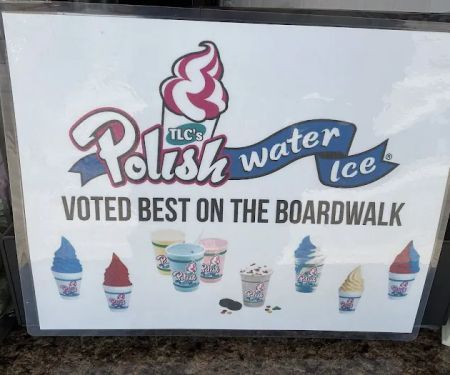 TLC's
Polish water ice®
VOTED BEST ON THE BOARDWALK